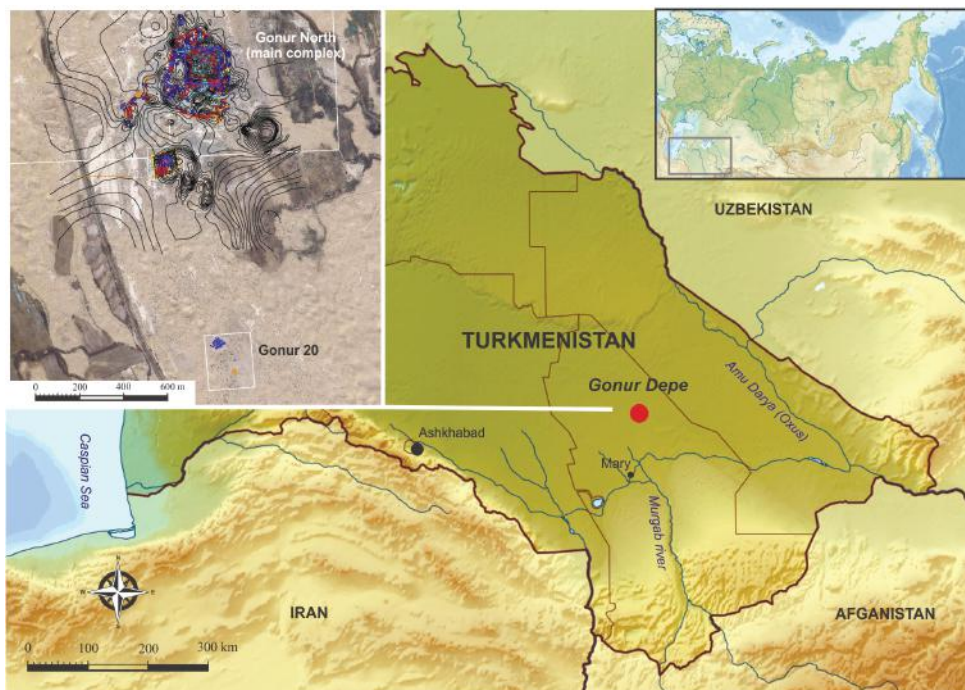 Gonur North
(main complex)
Gonur 20
0 200 400 600 m
UZBEKISTAN
TURKMENISTAN
Gonur Depe
Amu Darya (Oxus)
Ashkhabad
Mary
Caspian Sea
Murgab river
N
W E
S
IRAN
AFGANISTAN
0 100 200 300 km